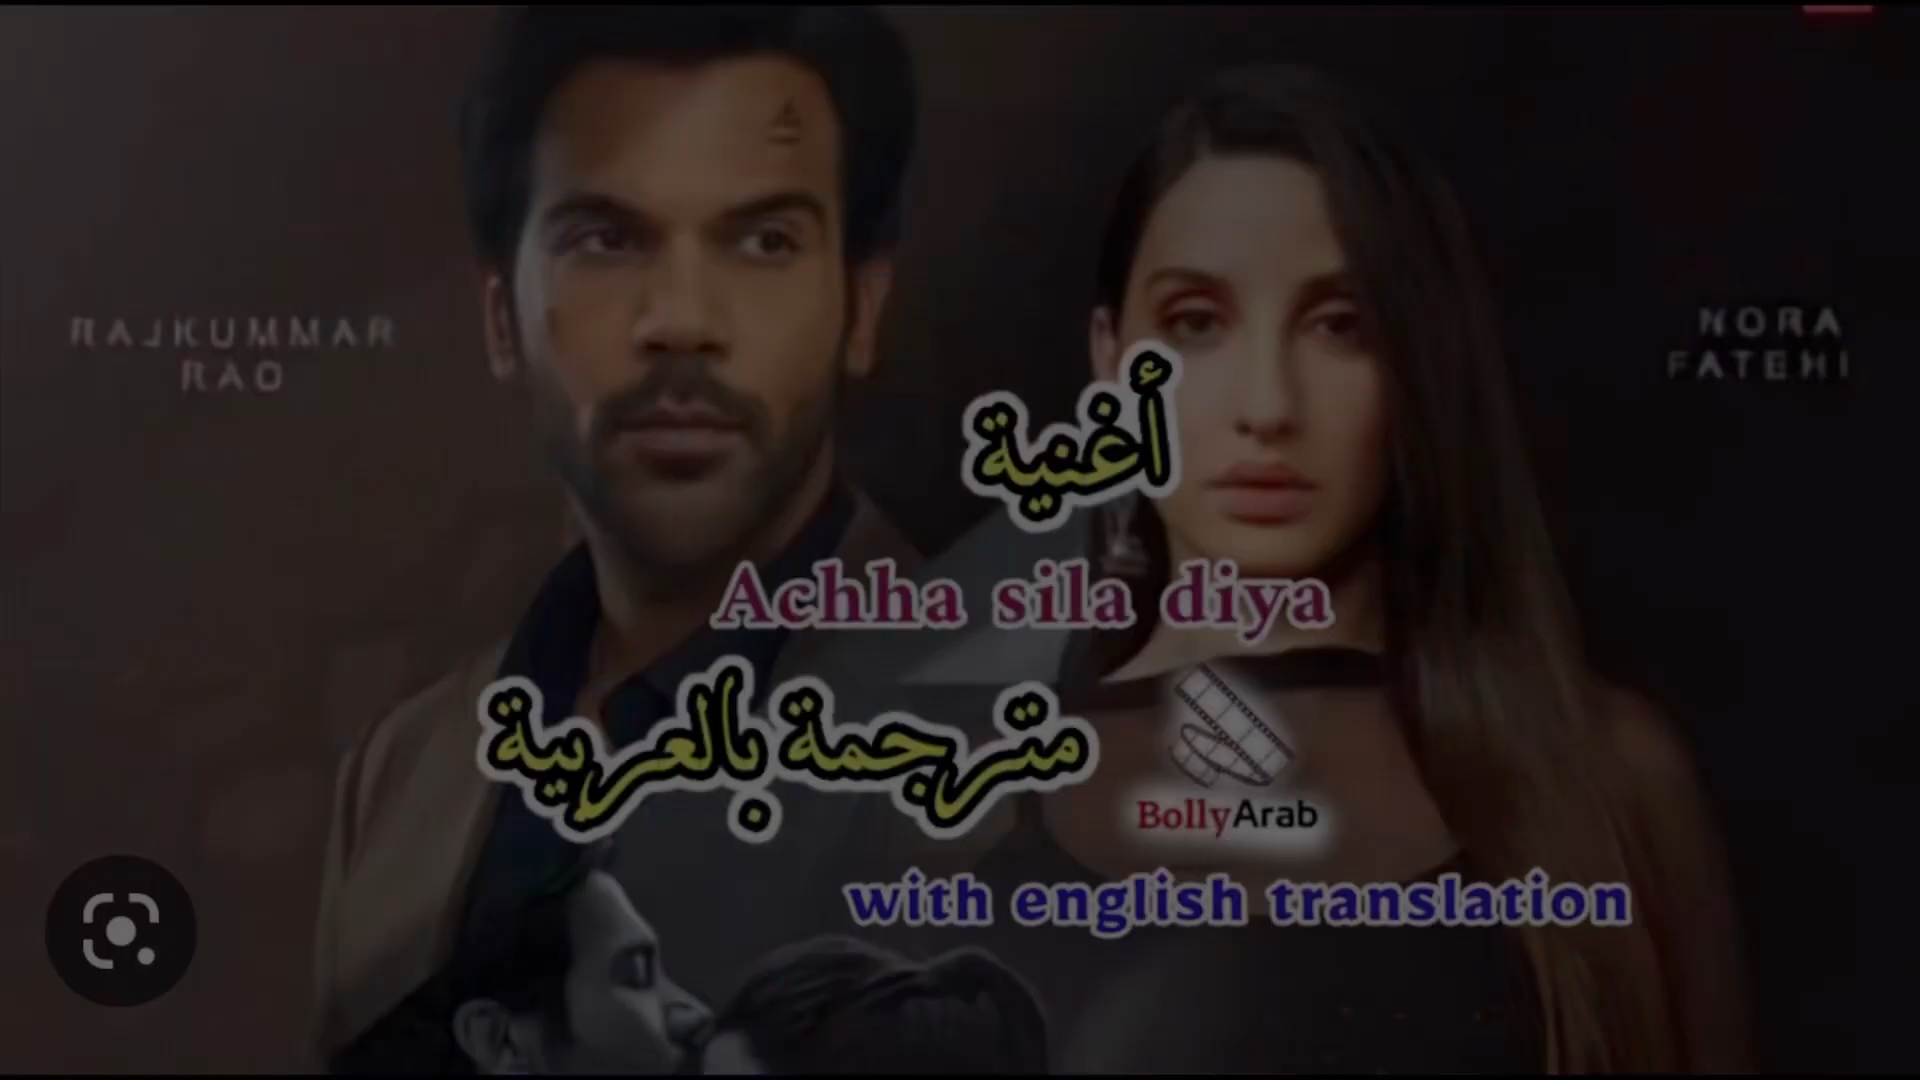 RAJKUMMAR
RAO
NORA
FATEHI
أغنية
Achha sila diya
مترجمة بالعربية
BollyArab
with english translation